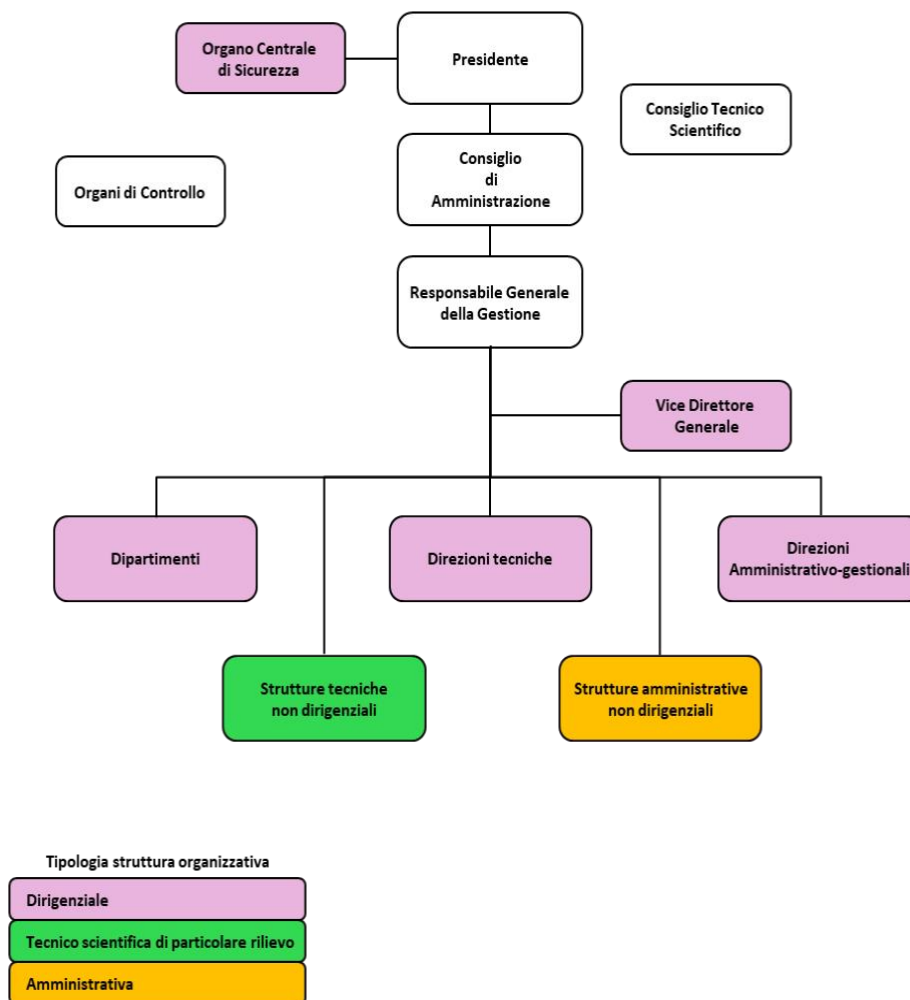 Organo Centrale
di Sicurezza
Presidente
Consiglio Tecnico
Scientifico
Consiglio
di
Amministrazione
Organi di Controllo
Responsabile Generale
della Gestione
Vice Direttore
Generale
Dipartimenti
Direzioni tecniche
Direzioni
Amministrativo-gestionali
Strutture tecniche
non dirigenziali
Strutture amministrative
non dirigenziali
Tipologia struttura organizzativa
Dirigenziale
Tecnico scientifica di particolare rilievo
Amministrativa